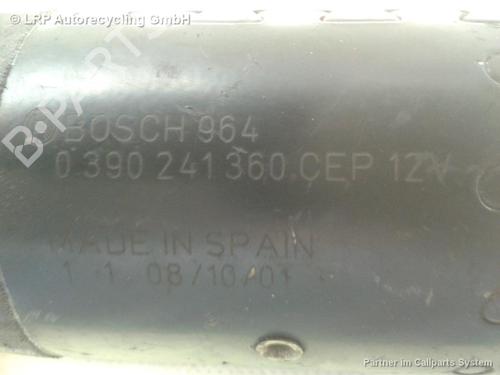 © LRP Autorecycling GmbH
B-PARTS
BOSCH 964
0 390 241 360 CEP 12V
MADE IN SPAIN
1 1 08/10/01
Partner im Callparts System